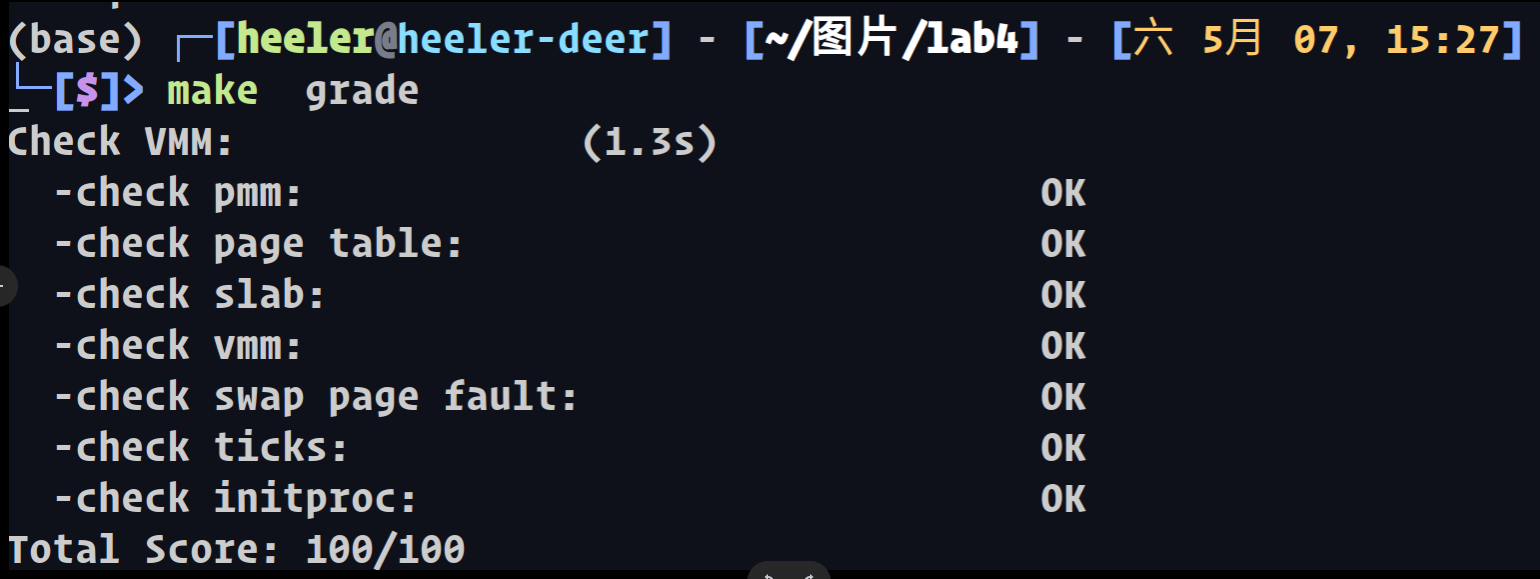 (base) ┌─[heeler@heeler-deer] - [~/图片/lab4] - [六 5月 07, 15:27]
└─[$]> make  grade
Check VMM:               (1.3s)
  -check pmm:                                OK
  -check page table:                         OK
  -check slab:                               OK
  -check vmm:                                OK
  -check swap page fault:                    OK
  -check ticks:                              OK
  -check initproc:                           OK
Total Score: 100/100